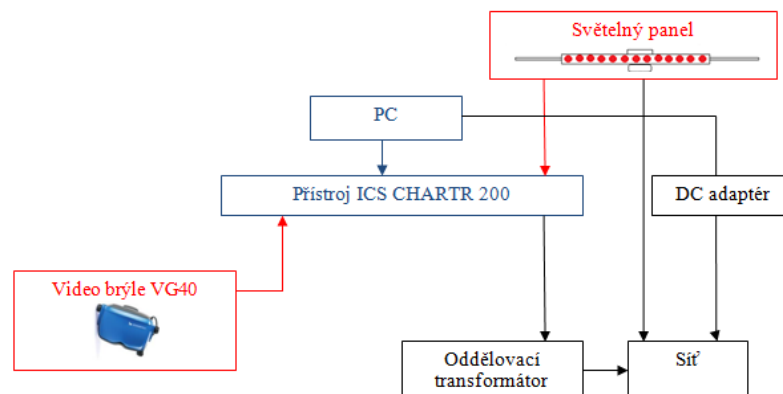 Světelný panel
PC
Přístroj ICS CHARTR 200
DC adaptér
Video brýle VG40
Oddělovací
transformátor
Síť